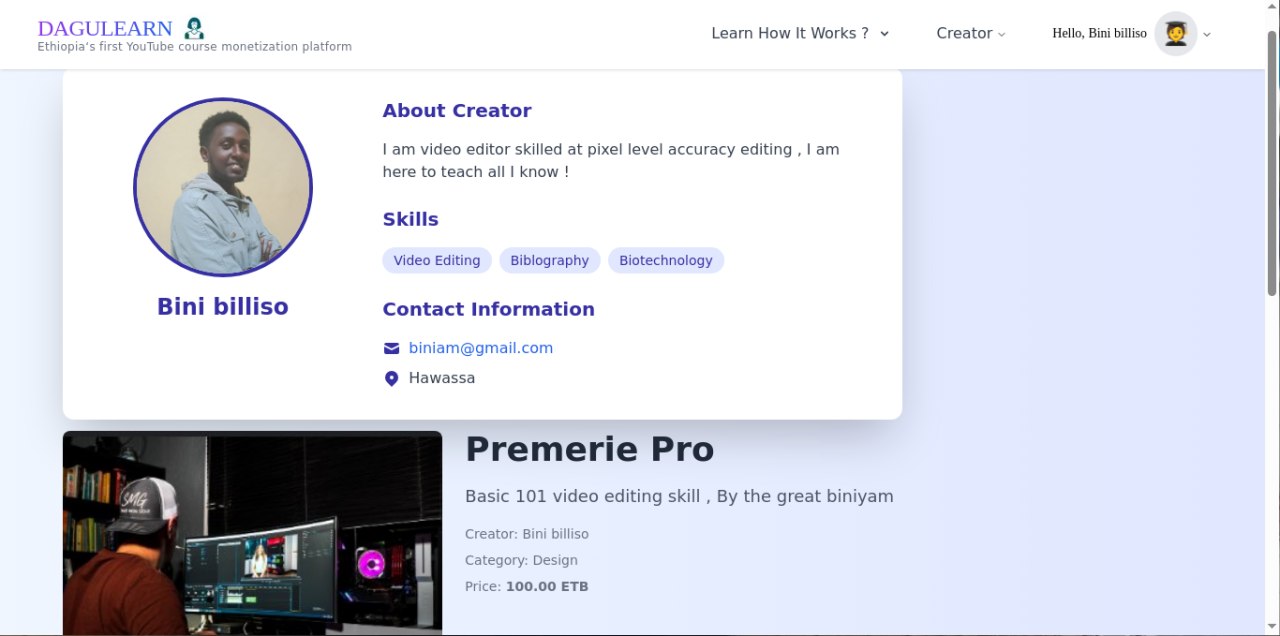 DAGULEARN
Ethiopia's first YouTube course monetization platform
Learn How It Works ?
Creator
Hello, Bini billiso
About Creator
I am video editor skilled at pixel level accuracy editing , I am
here to teach all I know !
Skills
Video Editing
Biblography
Biotechnology
Bini billiso
Contact Information
biniam@gmail.com
Hawassa
SMG
Premerie Pro
Basic 101 video editing skill , By the great biniyam
Creator: Bini billiso
Category: Design
Price: 100.00 ETB